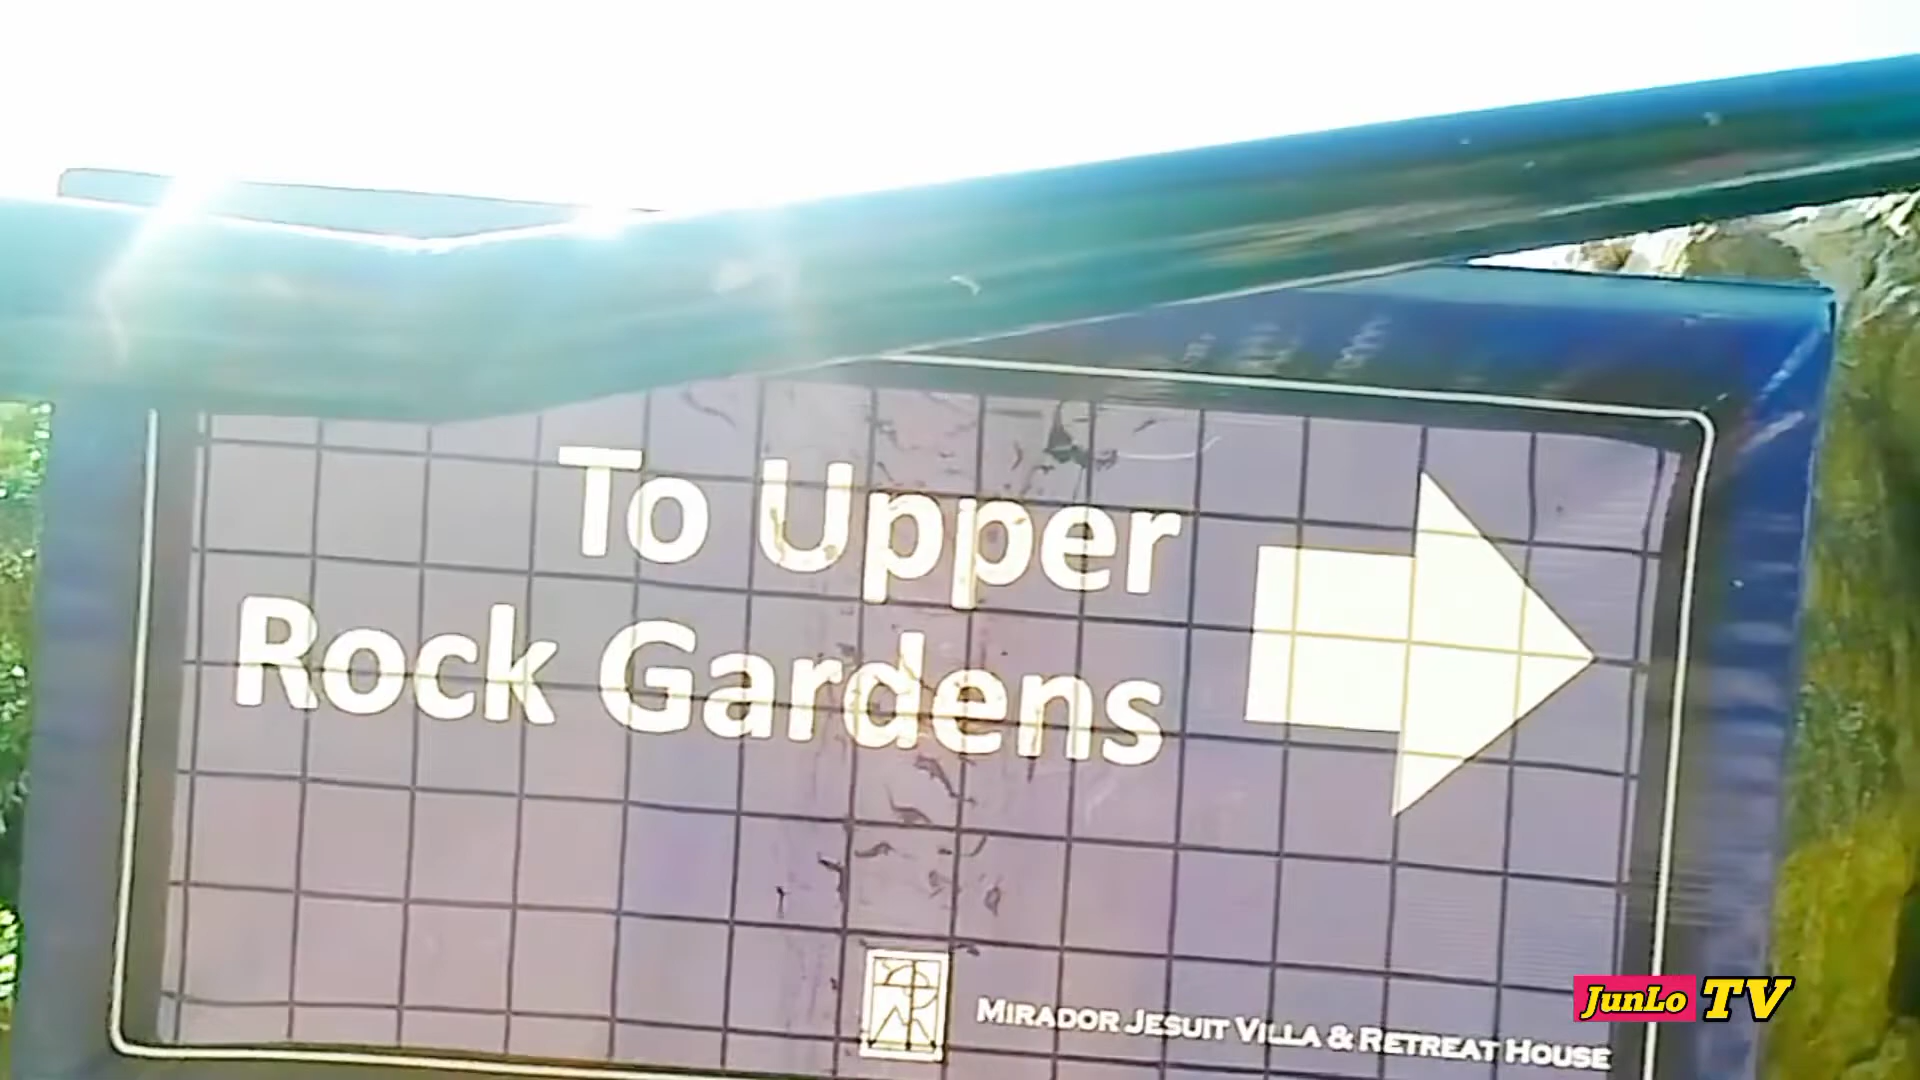 To Upper
Rock Gardens
MIRADOR JESUIT VILLA & RETREAT HOUSE
JunLo TV